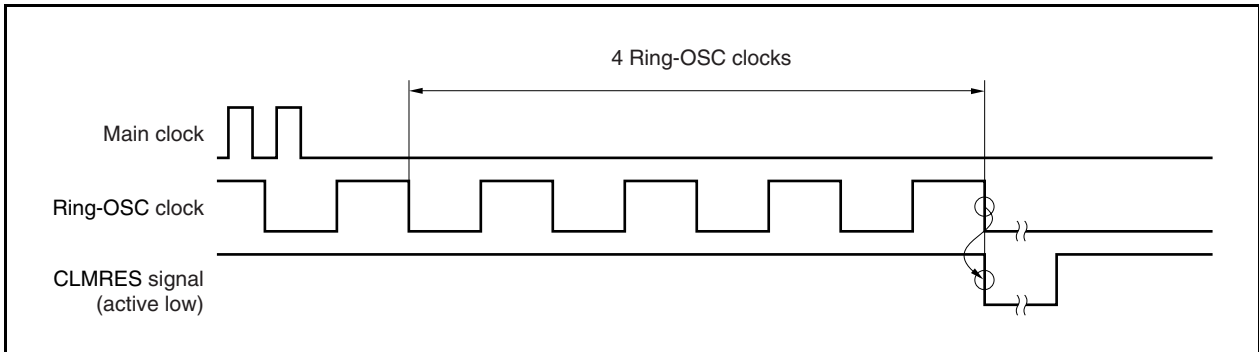 4 Ring-OSC clocks
Main clock
Ring-OSC clock
CLMRES signal
(active low)